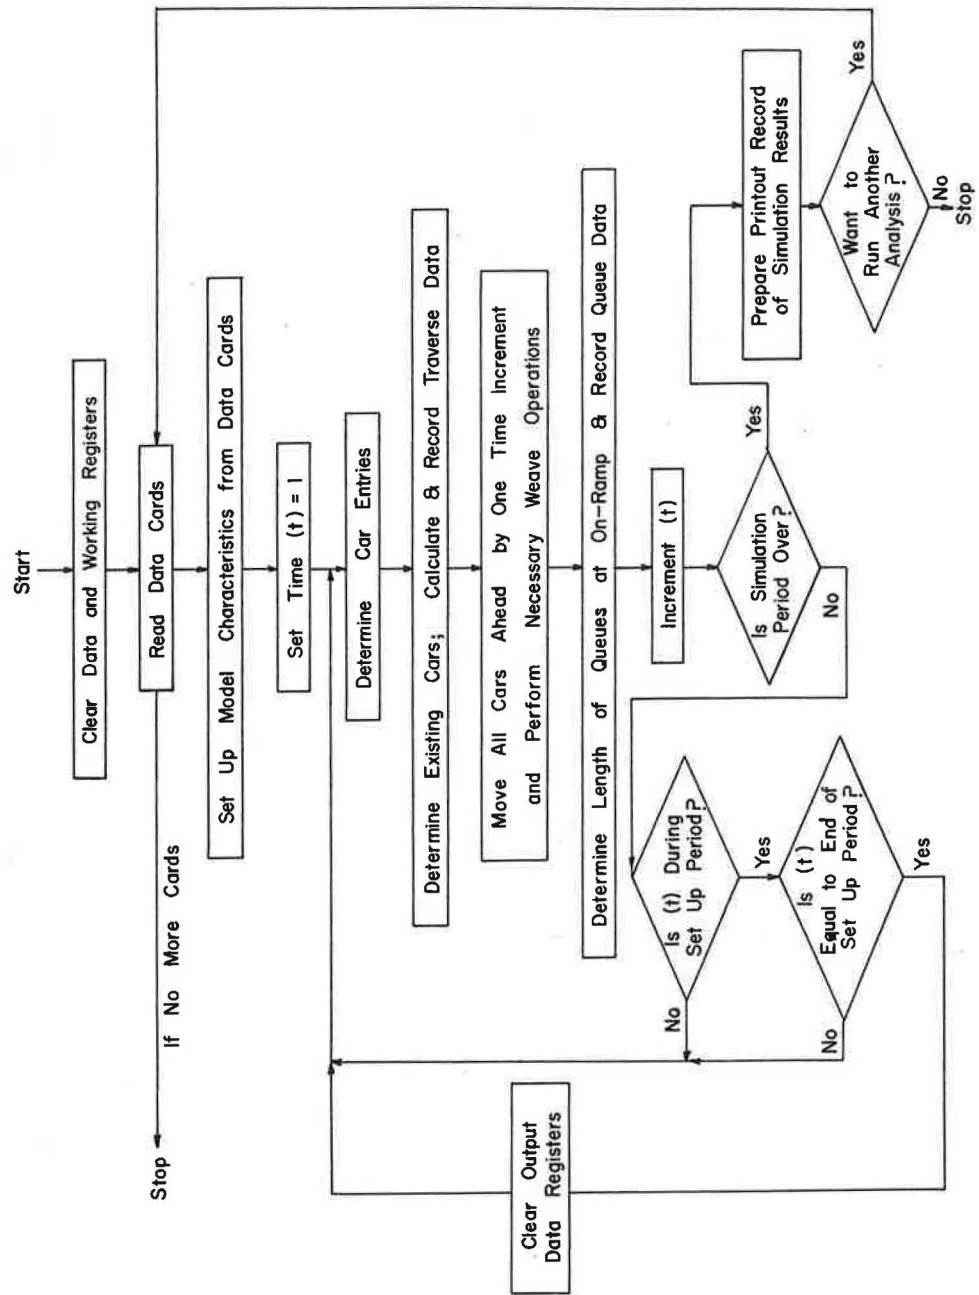 Start
Clear Data and Working Registers
Read Data Cards
If No More Cards
Stop
Set Up Model Characteristics from Data Cards
Set Time (t) = 1
Determine Car Entries
Determine Existing Cars; Calculate & Record Traverse Data
Move All Cars Ahead by One Time Increment
and Perform Necessary Weave Operations
Determine Length of Queues at On-Ramp & Record Queue Data
Increment (t)
Is Simulation
Period Over?
Yes
No
Is (t) During
Set Up Period?
No
Yes
Is (t)
Equal to End of
Set Up Period?
No
Yes
Clear Output
Data Registers
Prepare Printout Record
of Simulation Results
Want to
Run Another
Analysis?
Yes
No
Stop